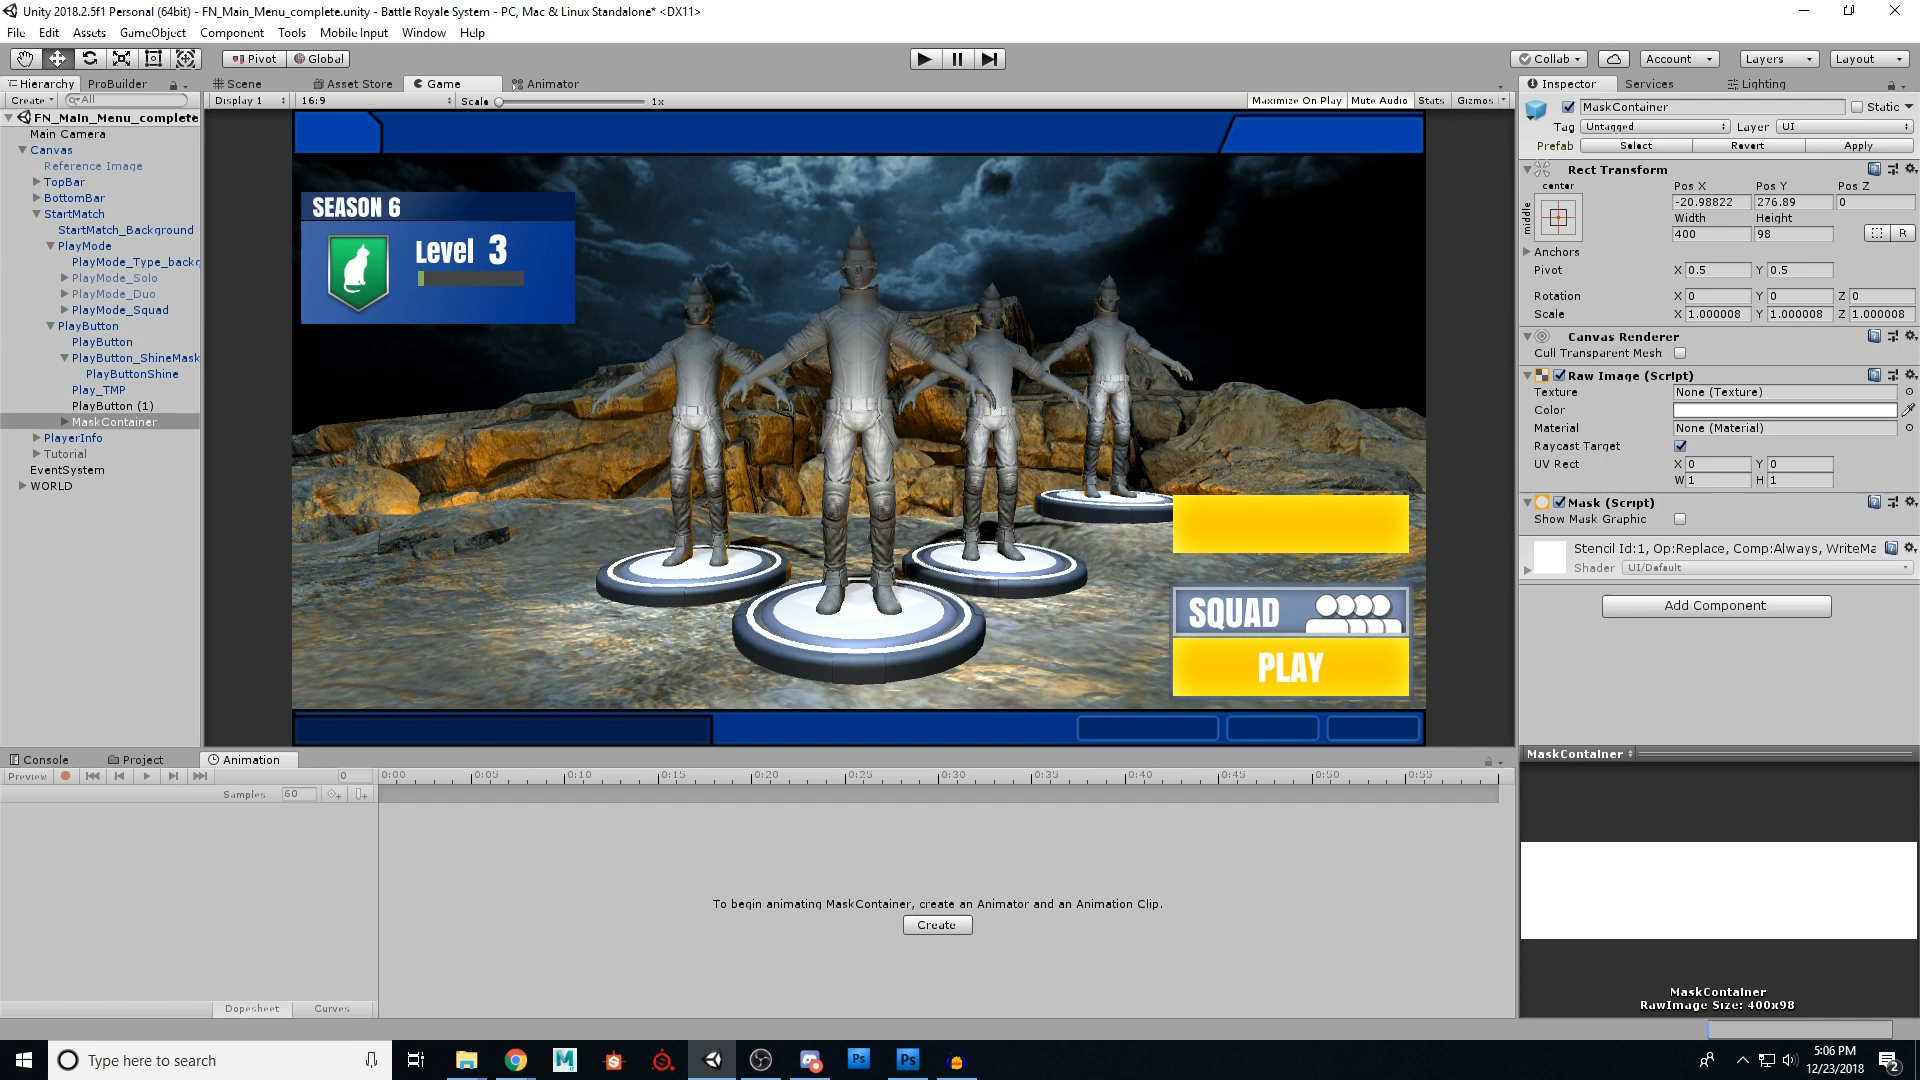 Unity 2018.2.5f1 Personal (64bit) - FN_Main_Menu_complete.unity - Battle Royale System - PC, Mac & Linux Standalone* <DX11>
File Edit Assets GameObject Component Tools Mobile Input Window Help
Pivot Global Collab Account Layers Layout
Hierarchy ProBuilder Scene Asset Store Game Animator Inspector Services Lighting
Create All Display 1 16:9 Scale 1x Maximize On Play Mute Audio Stats Gizmos
FN_Main_Menu_complete
Main Camera
Canvas
Reference Image
TopBar
BottomBar
StartMatch
StartMatch_Background
PlayMode
PlayMode_Type_backg
PlayMode_Solo
PlayMode_Duo
PlayMode_Squad
PlayButton
PlayButton
PlayButton_ShineMask
PlayButtonShine
Play_TMP
PlayButton (1)
MaskContainer
PlayerInfo
Tutorial
EventSystem
WORLD
SEASON 6
Level 3
SQUAD
PLAY
MaskContainer Static
Tag Untagged Layer UI
Prefab Select Revert Apply
Rect Transform
center Pos X Pos Y Pos Z
middle -20.98822 276.89 0
Width Height
400 98 R
Anchors
Pivot X 0.5 Y 0.5
Rotation X 0 Y 0 Z 0
Scale X 1.000008 Y 1.000008 Z 1.000008
Canvas Renderer
Cull Transparent Mesh
Raw Image (Script)
Texture None (Texture)
Color
Material None (Material)
Raycast Target
UV Rect X 0 Y 0
W 1 H 1
Mask (Script)
Show Mask Graphic
Stencil Id:1, Op:Replace, Comp:Always, WriteMa
Shader UI/Default
Add Component
MaskContainer
MaskContainer
RawImage Size: 400x98
Console Project Animation
Preview 0 0:00 0:05 0:10 0:15 0:20 0:25 0:30 0:35 0:40 0:45 0:50 0:55
Samples 60
To begin animating MaskContainer, create an Animator and an Animation Clip.
Create
Dopesheet Curves
Type here to search
M
Ps
Ps
5:06 PM
12/23/2018
2